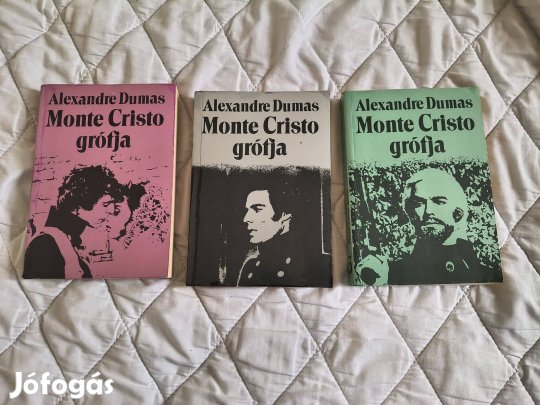 Alexandre Dumas
Monte Cristo
grófja
Alexandre Dumas
Monte Cristo
grófja
Alexandre Dumas
Monte Cristo
grófja
Jófogás